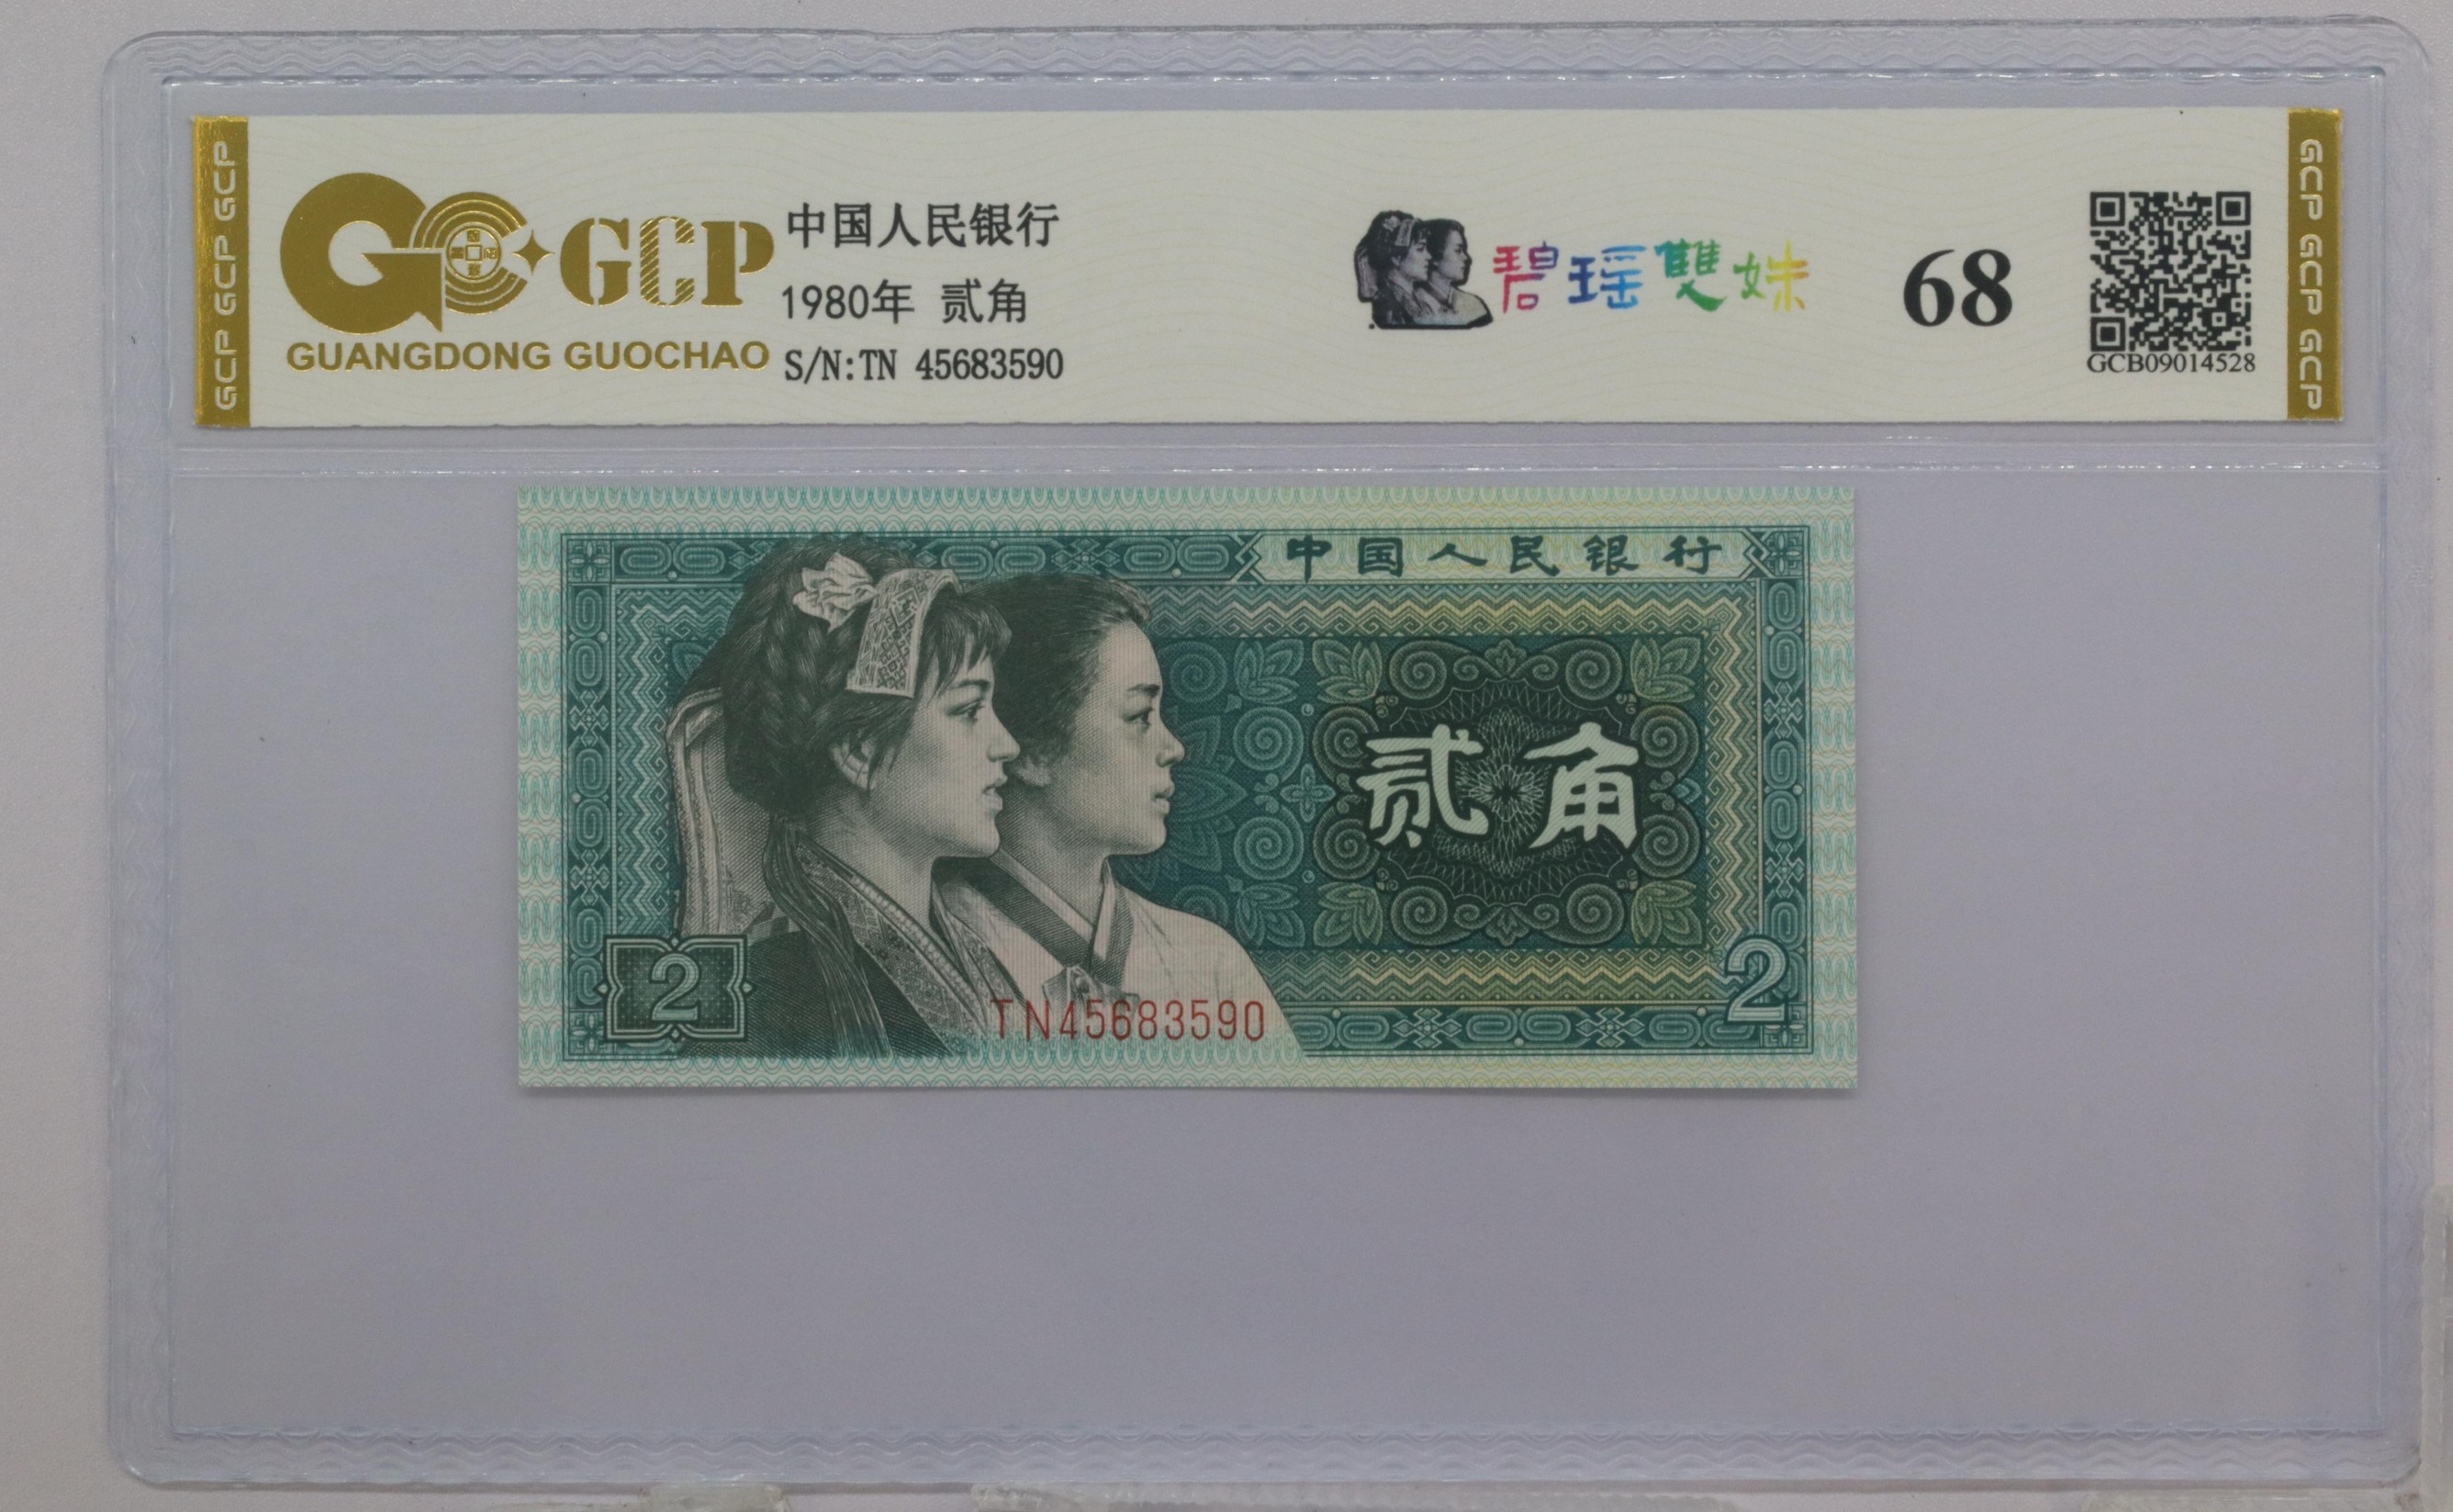 GCP GCP GCP
GCP
GUANGDONG GUOCHAO
中国人民银行
1980年 贰角
S/N:TN 45683590
碧瑶雙姝
68
GCB09014528
GCP GCP GCP
中国人民银行
贰角
2
2
TN45683590